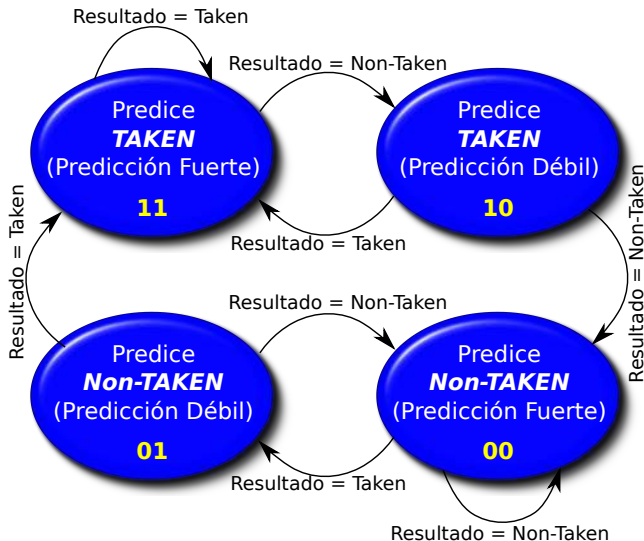 Resultado = Taken
Resultado = Non-Taken
Predice
TAKEN
(Predicción Fuerte)
11
Predice
TAKEN
(Predicción Débil)
10
Resultado = Taken
Resultado = Taken
Resultado = Non-Taken
Resultado = Non-Taken
Predice
Non-TAKEN
(Predicción Débil)
01
Predice
Non-TAKEN
(Predicción Fuerte)
00
Resultado = Taken
Resultado = Non-Taken